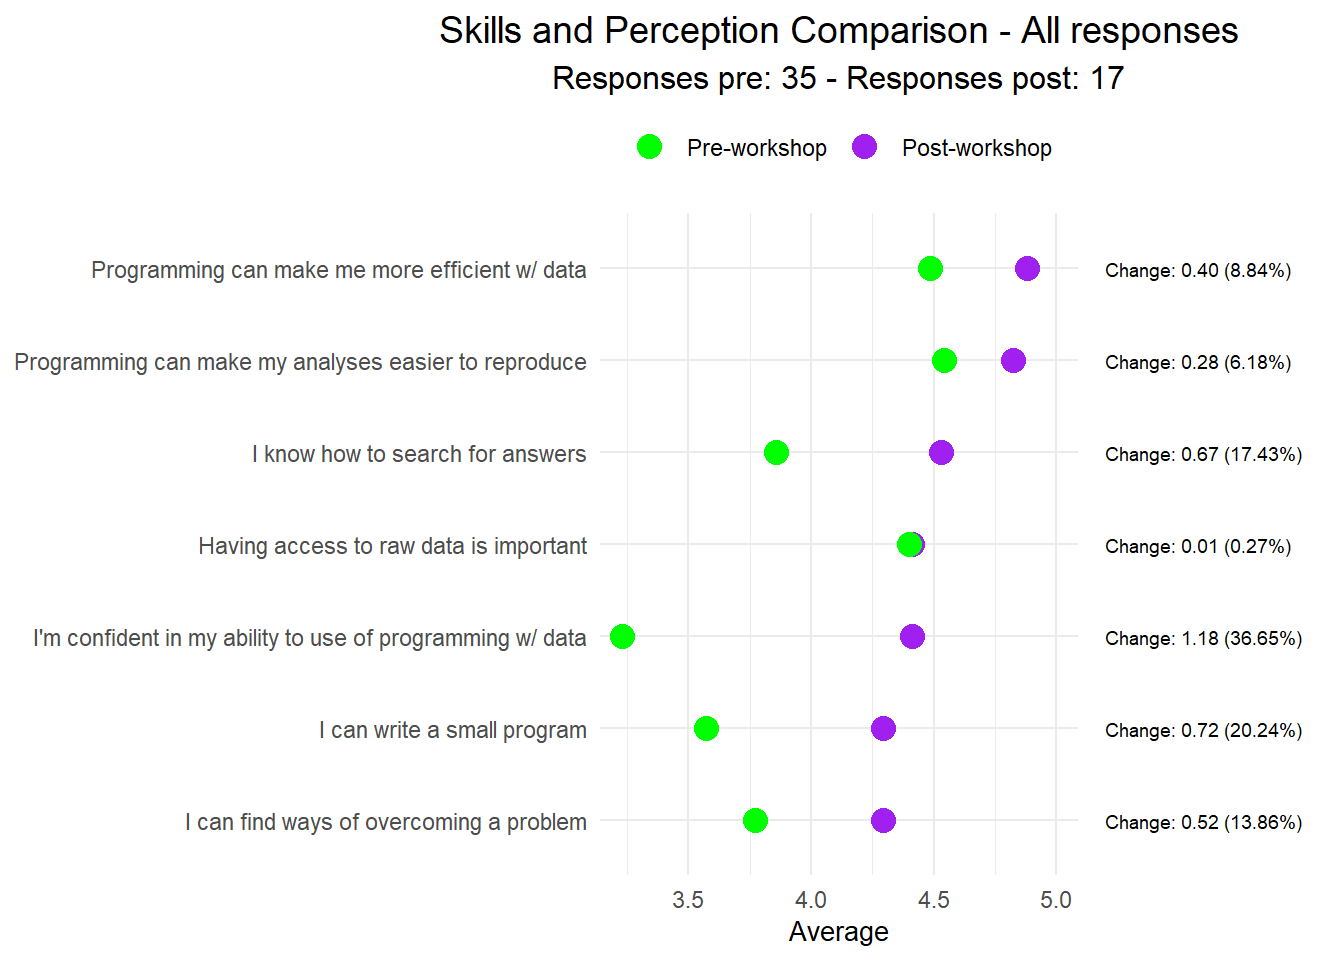 Skills and Perception Comparison - All responses
Responses pre: 35 - Responses post: 17
Pre-workshop Post-workshop
Programming can make me more efficient w/ data Change: 0.40 (8.84%)
Programming can make my analyses easier to reproduce Change: 0.28 (6.18%)
I know how to search for answers Change: 0.67 (17.43%)
Having access to raw data is important Change: 0.01 (0.27%)
I'm confident in my ability to use of programming w/ data Change: 1.18 (36.65%)
I can write a small program Change: 0.72 (20.24%)
I can find ways of overcoming a problem Change: 0.52 (13.86%)
3.5 4.0 4.5 5.0
Average